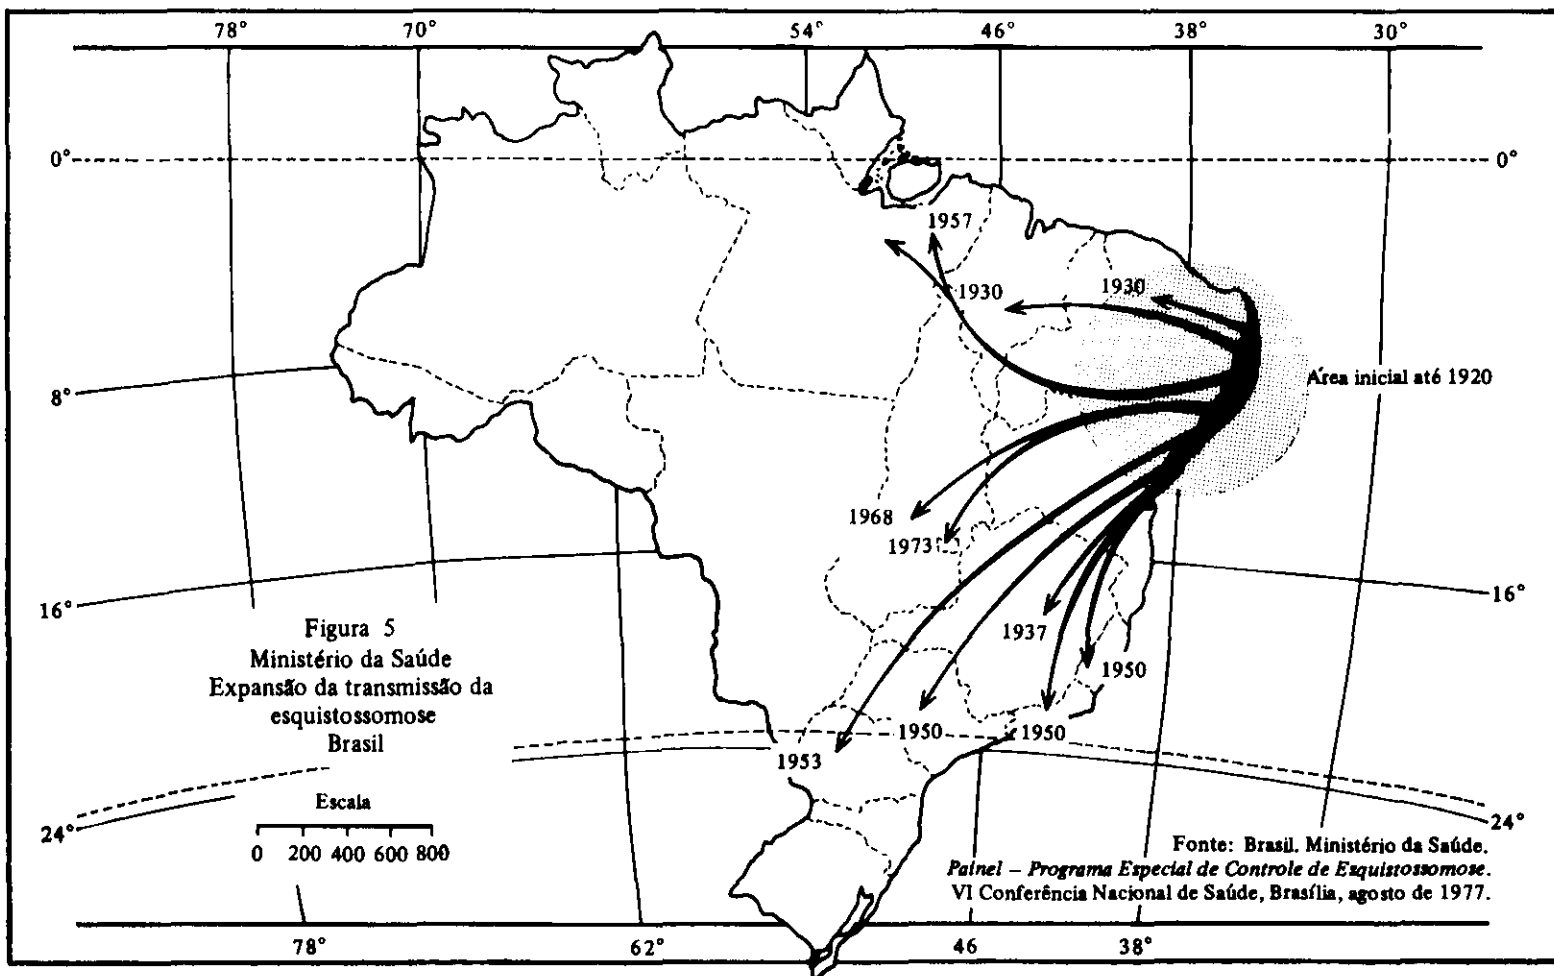 78°
70°
54°
46°
38°
30°
0°
0°
1957
1930
1930
Área inicial até 1920
8°
1968
1973
16°
16°
1937
1950
1950
1950
1953
Figura 5
Ministério da Saúde
Expansão da transmissão da
esquistossomose
Brasil
Escala
0 200 400 600 800
24°
24°
Fonte: Brasil. Ministério da Saúde.
Painel – Programa Especial de Controle de Esquistossomose.
VI Conferência Nacional de Saúde, Brasília, agosto de 1977.
78°
62°
46
38°